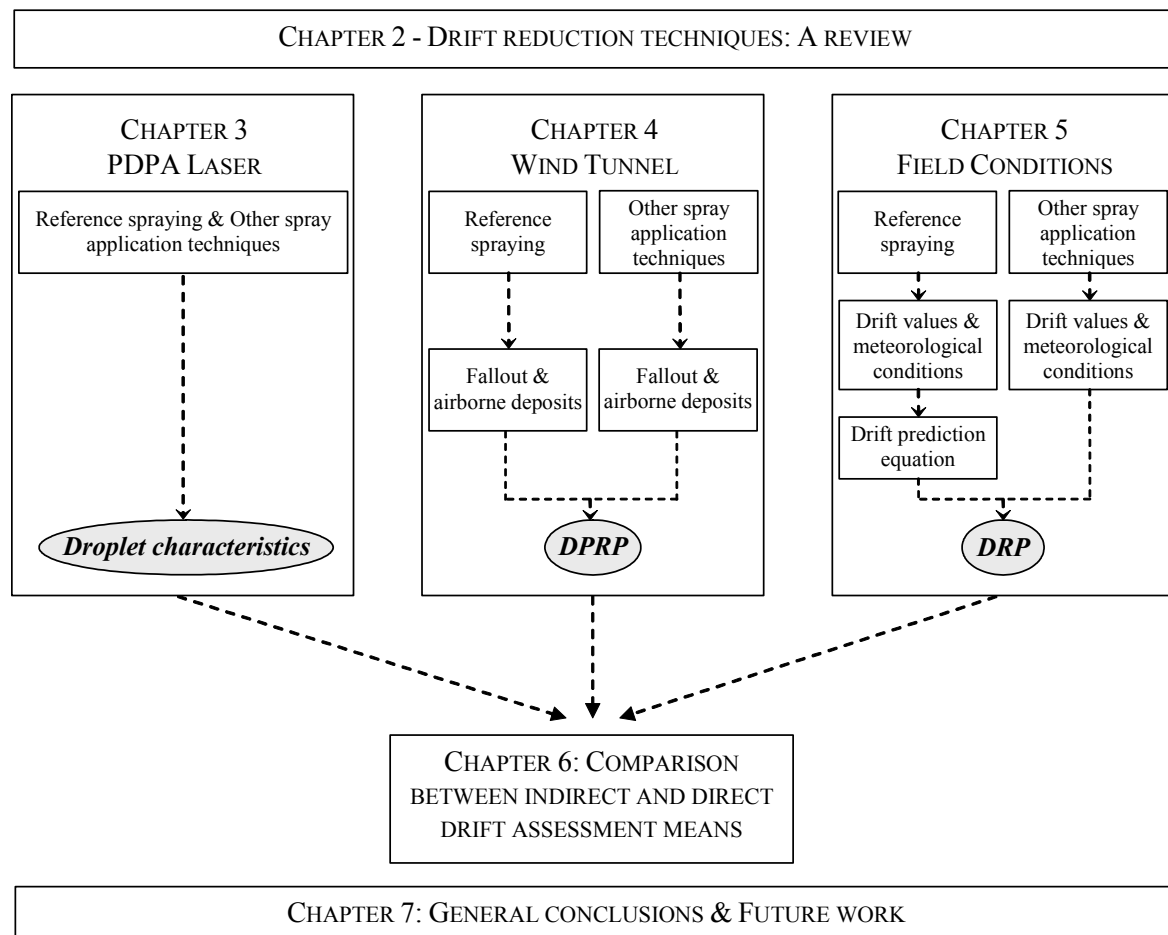 CHAPTER 2 - DRIFT REDUCTION TECHNIQUES: A REVIEW
CHAPTER 3
PDPA LASER
Reference spraying & Other spray
application techniques
Droplet characteristics
CHAPTER 4
WIND TUNNEL
Reference
spraying
Other spray
application
techniques
Fallout &
airborne deposits
Fallout &
airborne deposits
DPRP
CHAPTER 5
FIELD CONDITIONS
Reference
spraying
Other spray
application
techniques
Drift values &
meteorological
conditions
Drift values &
meteorological
conditions
Drift prediction
equation
DRP
CHAPTER 6: COMPARISON
BETWEEN INDIRECT AND DIRECT
DRIFT ASSESSMENT MEANS
CHAPTER 7: GENERAL CONCLUSIONS & FUTURE WORK